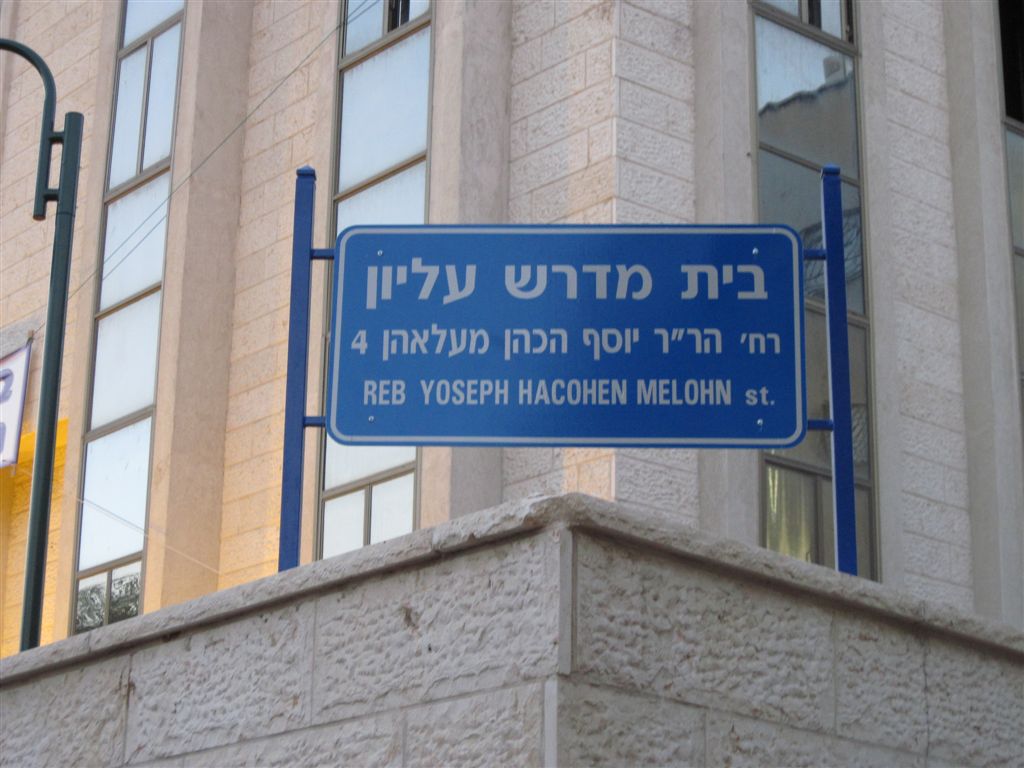 בית מדרש עליון
רח׳ הר״ר יוסף הכהן מעלאהן 4
REB YOSEPH HACOHEN MELOHN st.